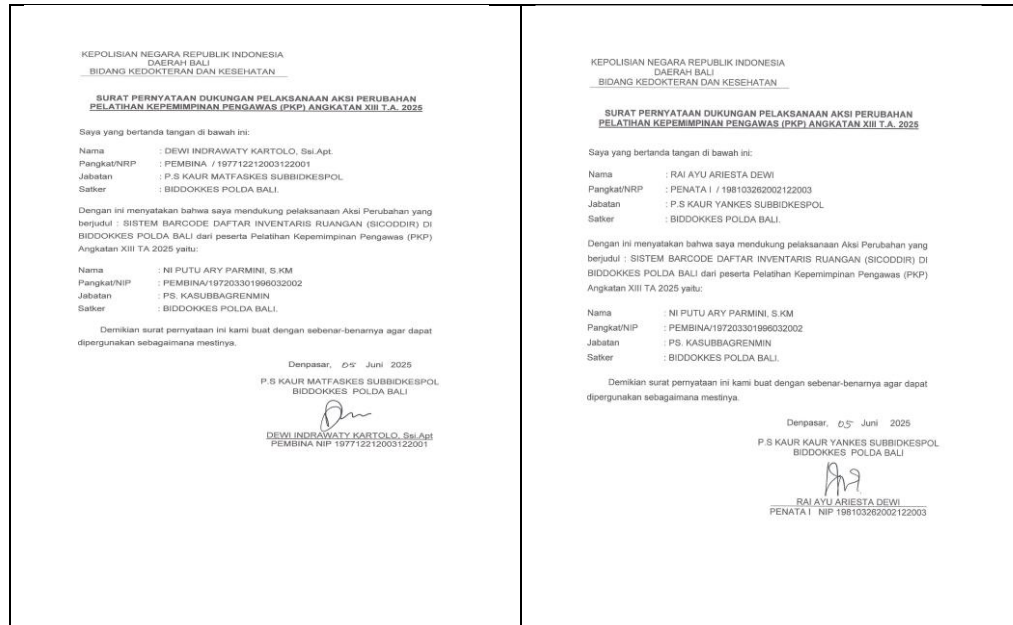 KEPOLISIAN NEGARA REPUBLIK INDONESIA
DAERAH BALI
BIDANG KEDOKTERAN DAN KESEHATAN
SURAT PERNYATAAN DUKUNGAN PELAKSANAAN AKSI PERUBAHAN
PELATIHAN KEPEMIMPINAN PENGAWAS (PKP) ANGKATAN XIII T.A. 2025
Saya yang bertanda tangan di bawah ini:
Nama : DEWI INDRAWATY KARTOLO, Ssi.Apt.
Pangkat/NRP : PEMBINA / 197712212003122001
Jabatan : P.S KAUR MATFASKES SUBBIDKESPOL
Satker : BIDDOKKES POLDA BALI.
Dengan ini menyatakan bahwa saya mendukung pelaksanaan Aksi Perubahan yang
berjudul : SISTEM BARCODE DAFTAR INVENTARIS RUANGAN (SICODDIR) DI
BIDDOKKES POLDA BALI dari peserta Pelatihan Kepemimpinan Pengawas (PKP)
Angkatan XIII TA 2025 yaitu:
Nama : NI PUTU ARY PARMINI, S.KM
Pangkat/NIP : PEMBINA/197203301996032002
Jabatan : PS. KASUBBAGRENMIN
Satker : BIDDOKKES POLDA BALI.
Demikian surat pernyataan ini kami buat dengan sebenar-benarnya agar dapat
dipergunakan sebagaimana mestinya.
Denpasar, 05 Juni 2025
P.S KAUR MATFASKES SUBBIDKESPOL
BIDDOKKES POLDA BALI
DEWI INDRAWATY KARTOLO, Ssi.Apt
PEMBINA NIP 197712212003122001
KEPOLISIAN NEGARA REPUBLIK INDONESIA
DAERAH BALI
BIDANG KEDOKTERAN DAN KESEHATAN
SURAT PERNYATAAN DUKUNGAN PELAKSANAAN AKSI PERUBAHAN
PELATIHAN KEPEMIMPINAN PENGAWAS (PKP) ANGKATAN XIII T.A. 2025
Saya yang bertanda tangan di bawah ini:
Nama : RAI AYU ARIESTA DEWI
Pangkat/NRP : PENATA I / 198103262002122003
Jabatan : P.S KAUR YANKES SUBBIDKESPOL
Satker : BIDDOKKES POLDA BALI.
Dengan ini menyatakan bahwa saya mendukung pelaksanaan Aksi Perubahan yang
berjudul : SISTEM BARCODE DAFTAR INVENTARIS RUANGAN (SICODDIR) DI
BIDDOKKES POLDA BALI dari peserta Pelatihan Kepemimpinan Pengawas (PKP)
Angkatan XIII TA 2025 yaitu:
Nama : NI PUTU ARY PARMINI, S.KM
Pangkat/NIP : PEMBINA/197203301996032002
Jabatan : PS. KASUBBAGRENMIN
Satker : BIDDOKKES POLDA BALI.
Demikian surat pernyataan ini kami buat dengan sebenar-benarnya agar dapat
dipergunakan sebagaimana mestinya.
Denpasar, 05 Juni 2025
P.S KAUR KAUR YANKES SUBBIDKESPOL
BIDDOKKES POLDA BALI
RAI AYU ARIESTA DEWI
PENATA I NIP 198103262002122003